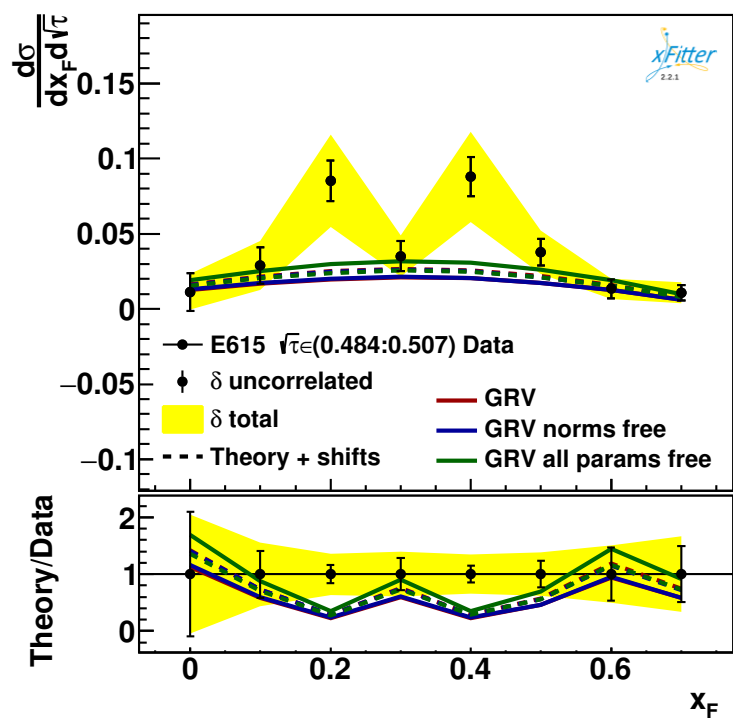 dσ
dx_F d√τ
xFitter
2.2.1
0.15
0.1
0.05
0
−0.05
−0.1
E615 √τ∈(0.484:0.507) Data
δ uncorrelated
δ total
Theory + shifts
GRV
GRV norms free
GRV all params free
Theory/Data
2
1
0
0 0.2 0.4 0.6
x_F